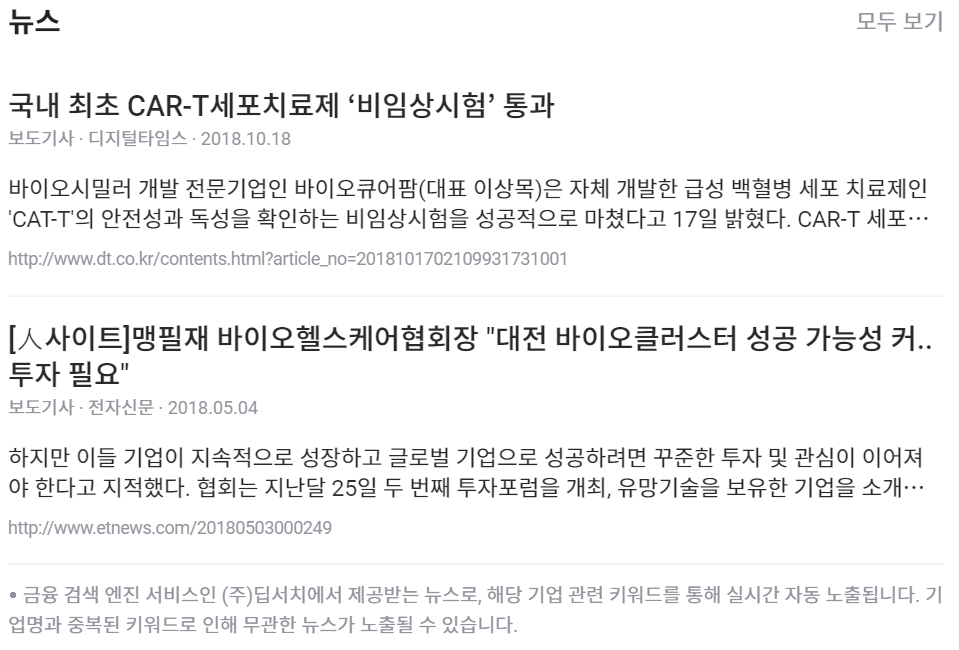 뉴스
모두 보기
국내 최초 CAR-T세포치료제 ‘비임상시험’ 통과
보도기사 · 디지털타임스 · 2018.10.18
바이오시밀러 개발 전문기업인 바이오큐어팜(대표 이상목)은 자체 개발한 급성 백혈병 세포 치료제인
'CAT-T'의 안전성과 독성을 확인하는 비임상시험을 성공적으로 마쳤다고 17일 밝혔다. CAR-T 세포…
http://www.dt.co.kr/contents.html?article_no=2018101702109931731001
[人사이트]맹필재 바이오헬스케어협회장 "대전 바이오클러스터 성공 가능성 커..
투자 필요"
보도기사 · 전자신문 · 2018.05.04
하지만 이들 기업이 지속적으로 성장하고 글로벌 기업으로 성공하려면 꾸준한 투자 및 관심이 이어져
야 한다고 지적했다. 협회는 지난달 25일 두 번째 투자포럼을 개최, 유망기술을 보유한 기업을 소개…
http://www.etnews.com/20180503000249
• 금융 검색 엔진 서비스인 (주)딥서치에서 제공받는 뉴스로, 해당 기업 관련 키워드를 통해 실시간 자동 노출됩니다. 기
업명과 중복된 키워드로 인해 무관한 뉴스가 노출될 수 있습니다.